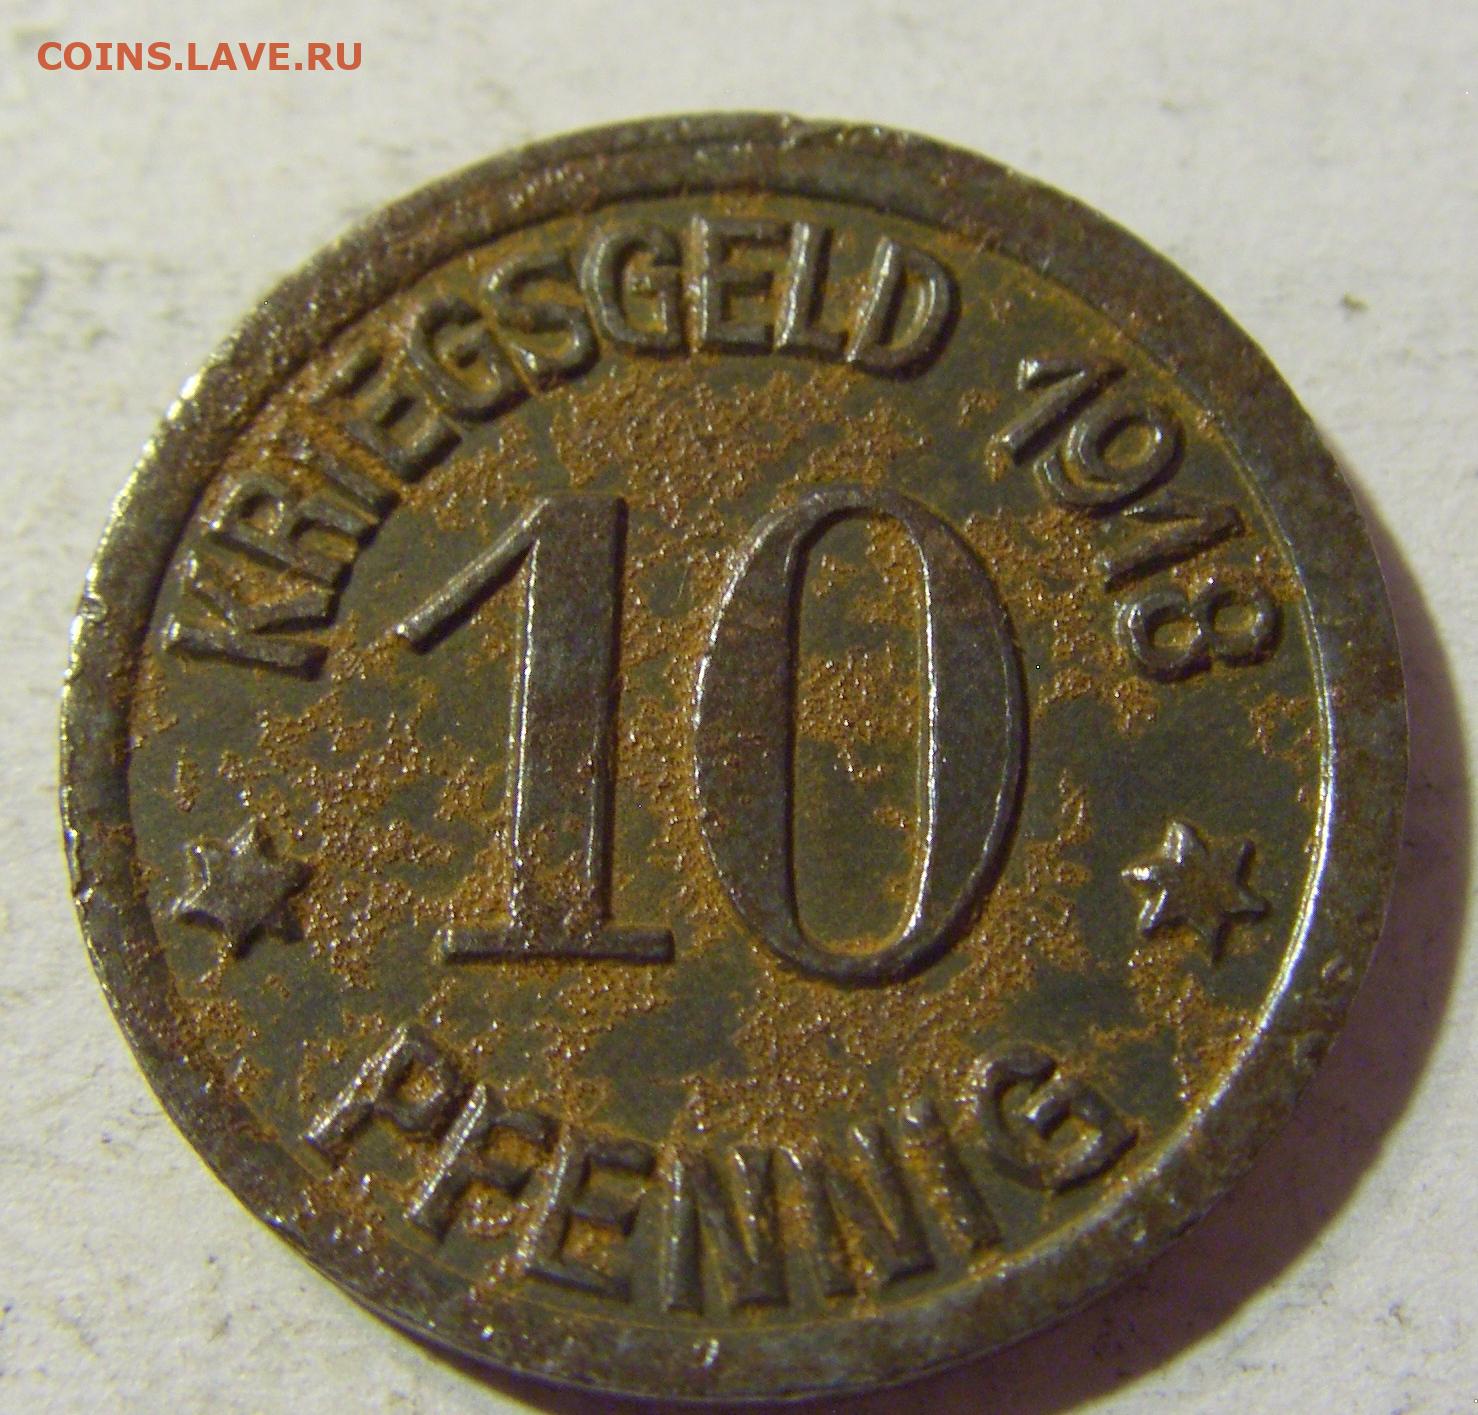 COINS.LAVE.RU
KRIEGSGELD 1918
10
PFENNIG